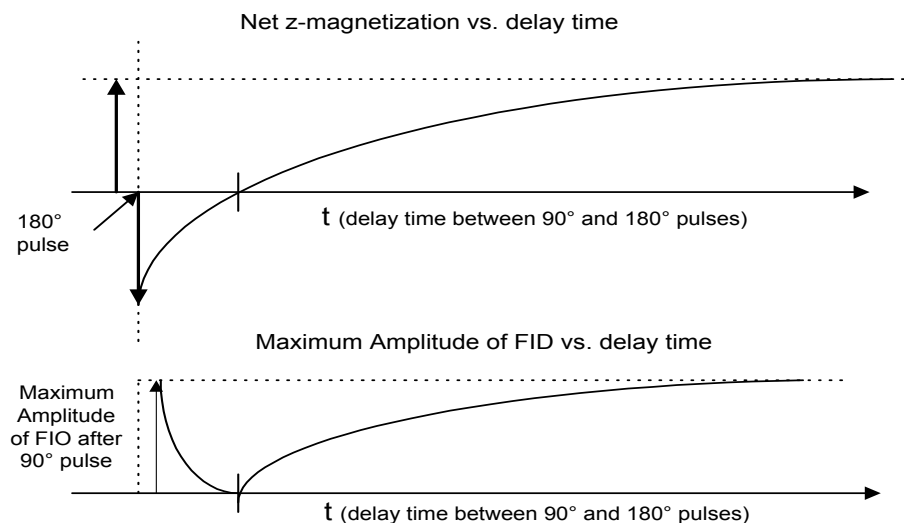 Net z-magnetization vs. delay time
180°
pulse
t (delay time between 90° and 180° pulses)
Maximum Amplitude of FID vs. delay time
Maximum
Amplitude
of FIO after
90° pulse
t (delay time between 90° and 180° pulses)